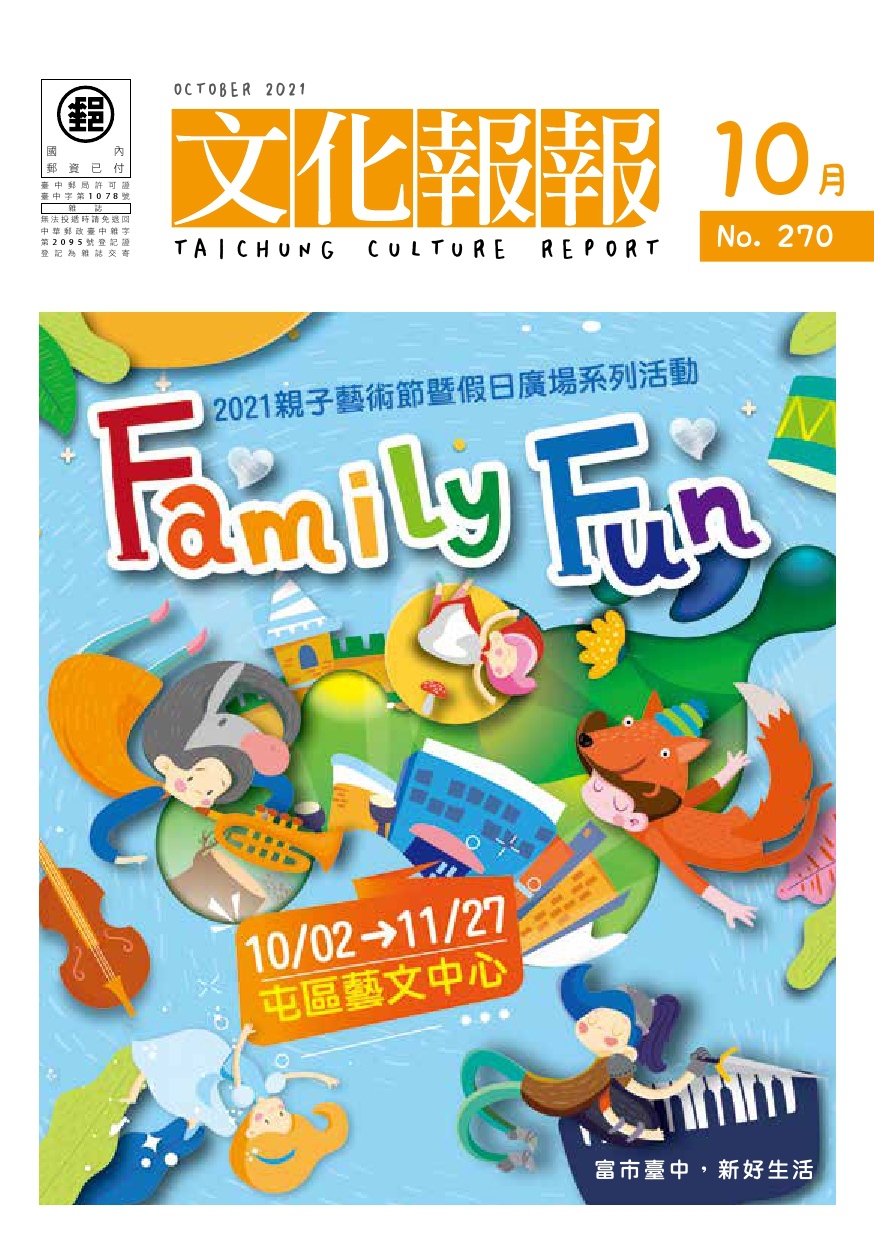 OCTOBER 2021
郵
國內
郵資已付
臺中郵局許可證
臺中字第1078號
雜誌
無法投遞時請免退回
中華郵政臺中雜字
第2095號登記證
登記為雜誌交寄
文化報報
TAICHUNG CULTURE REPORT
10月
No. 270
2021親子藝術節暨假日廣場系列活動
Family Fun
10/02→11/27
屯區藝文中心
富市臺中，新好生活